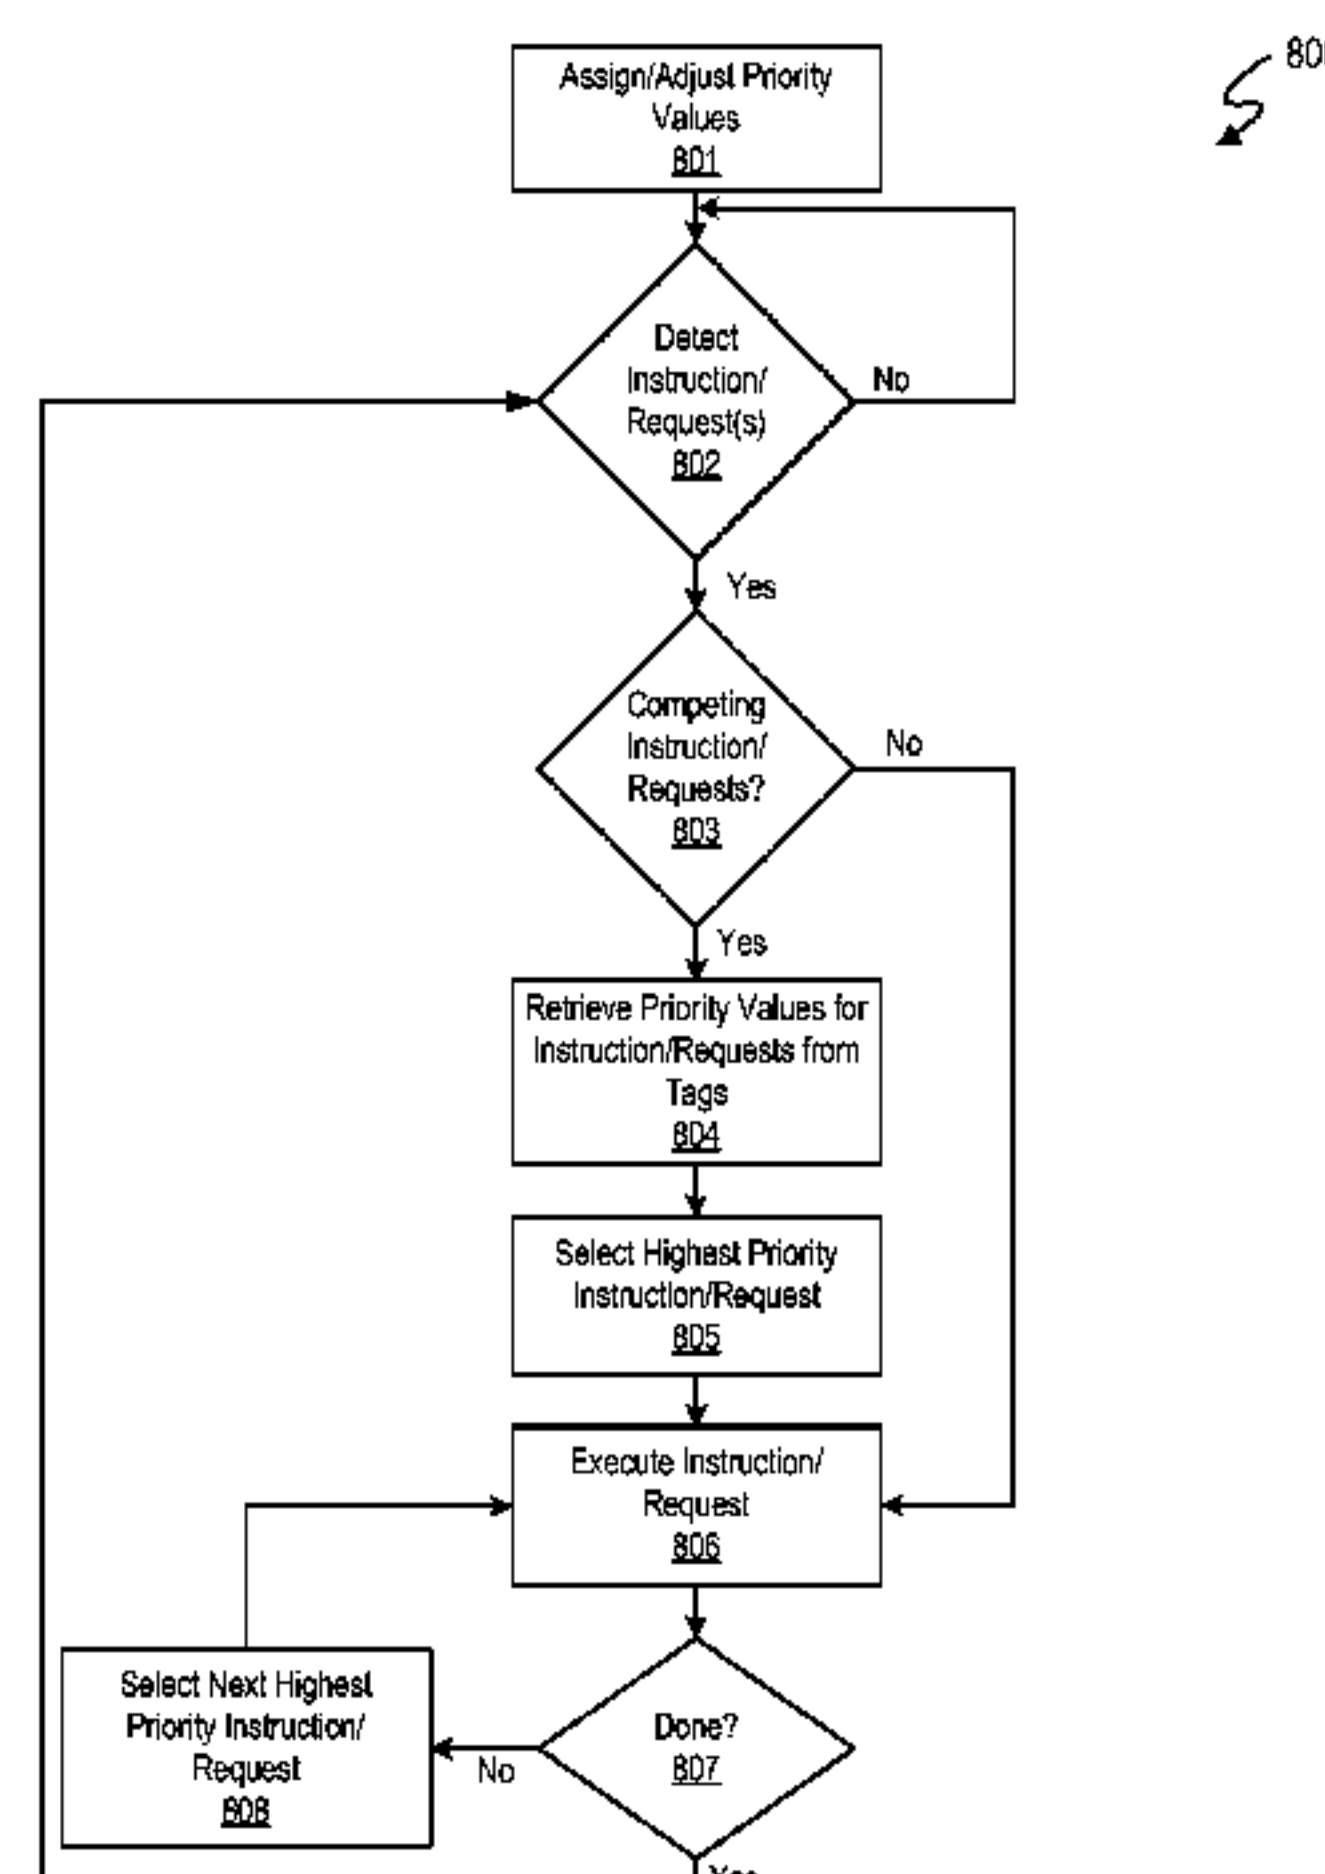 80
Assign/Adjust Priority
Values
801
Detect
Instruction/
Request(s)
802
No
Yes
Competing
Instruction/
Requests?
803
No
Yes
Retrieve Priority Values for
Instruction/Requests from
Tags
804
Select Highest Priority
Instruction/Request
805
Execute Instruction/
Request
806
Select Next Highest
Priority Instruction/
Request
808
No
Done?
807
Yes